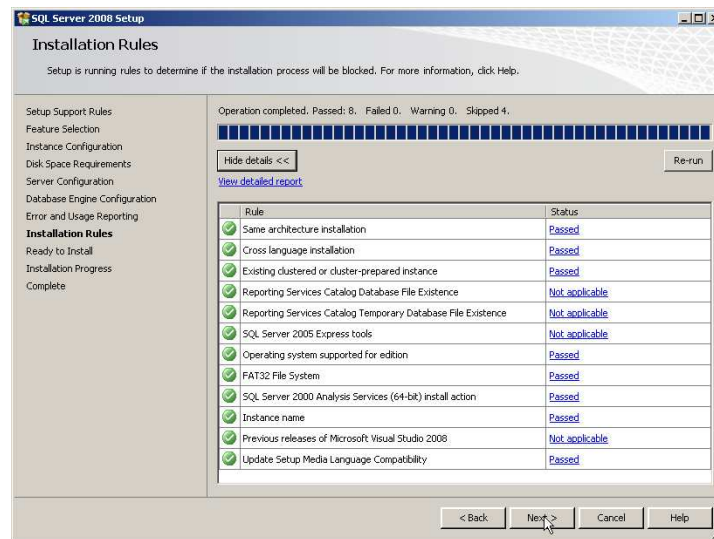 SQL Server 2008 Setup
Installation Rules
Setup is running rules to determine if the installation process will be blocked. For more information, click Help.
Setup Support Rules
Feature Selection
Instance Configuration
Disk Space Requirements
Server Configuration
Database Engine Configuration
Error and Usage Reporting
Installation Rules
Ready to Install
Installation Progress
Complete
Operation completed. Passed: 8.   Failed 0.   Warning 0.   Skipped 4.
Hide details <<
Re-run
View detailed report
Rule Status
Same architecture installation Passed
Cross language installation Passed
Existing clustered or cluster-prepared instance Passed
Reporting Services Catalog Database File Existence Not applicable
Reporting Services Catalog Temporary Database File Existence Not applicable
SQL Server 2005 Express tools Not applicable
Operating system supported for edition Passed
FAT32 File System Passed
SQL Server 2000 Analysis Services (64-bit) install action Passed
Instance name Passed
Previous releases of Microsoft Visual Studio 2008 Not applicable
Update Setup Media Language Compatibility Passed
< Back Next > Cancel Help